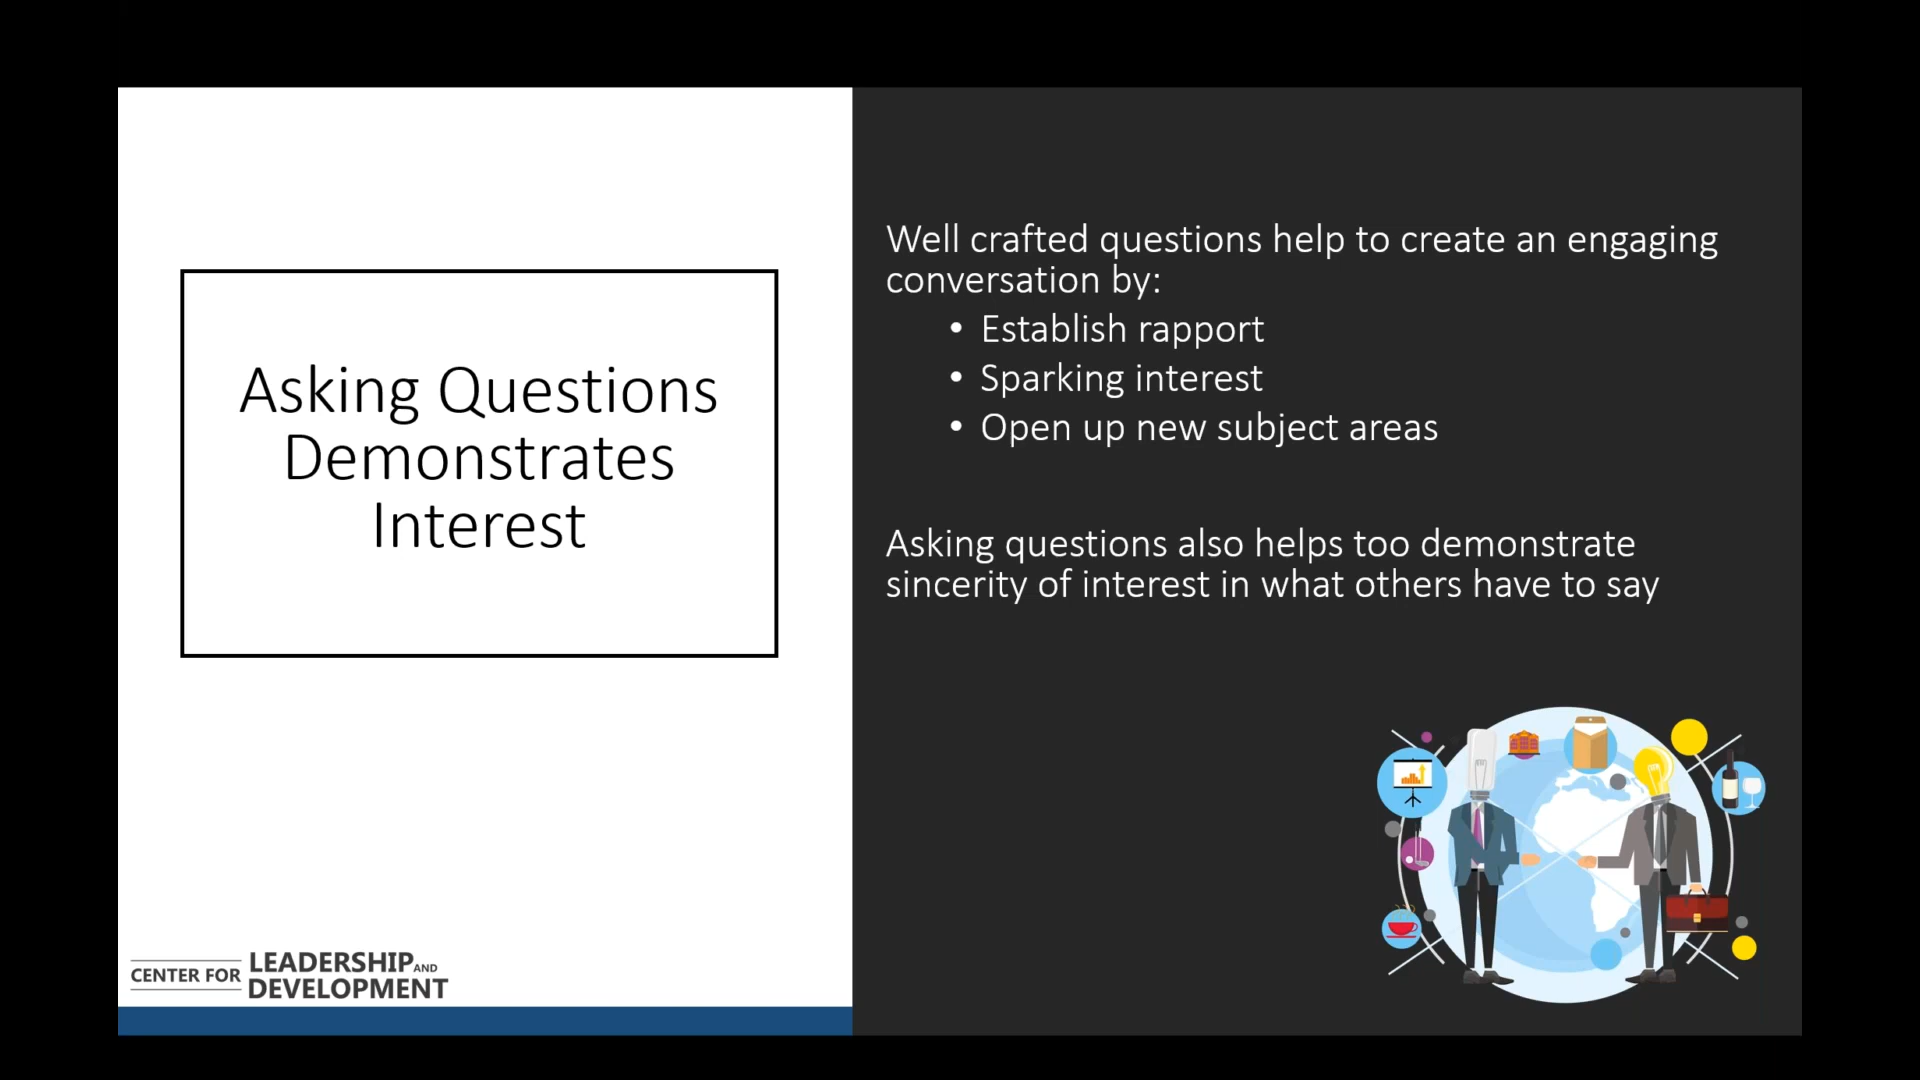 Asking Questions
Demonstrates
Interest
Well crafted questions help to create an engaging
conversation by:
• Establish rapport
• Sparking interest
• Open up new subject areas
Asking questions also helps too demonstrate
sincerity of interest in what others have to say
CENTER FOR LEADERSHIP AND
DEVELOPMENT